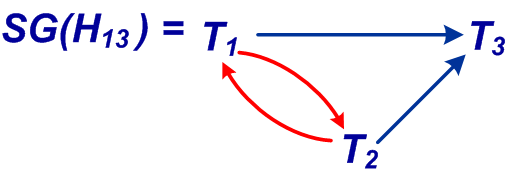 SG(H13) = T1 T3
T2